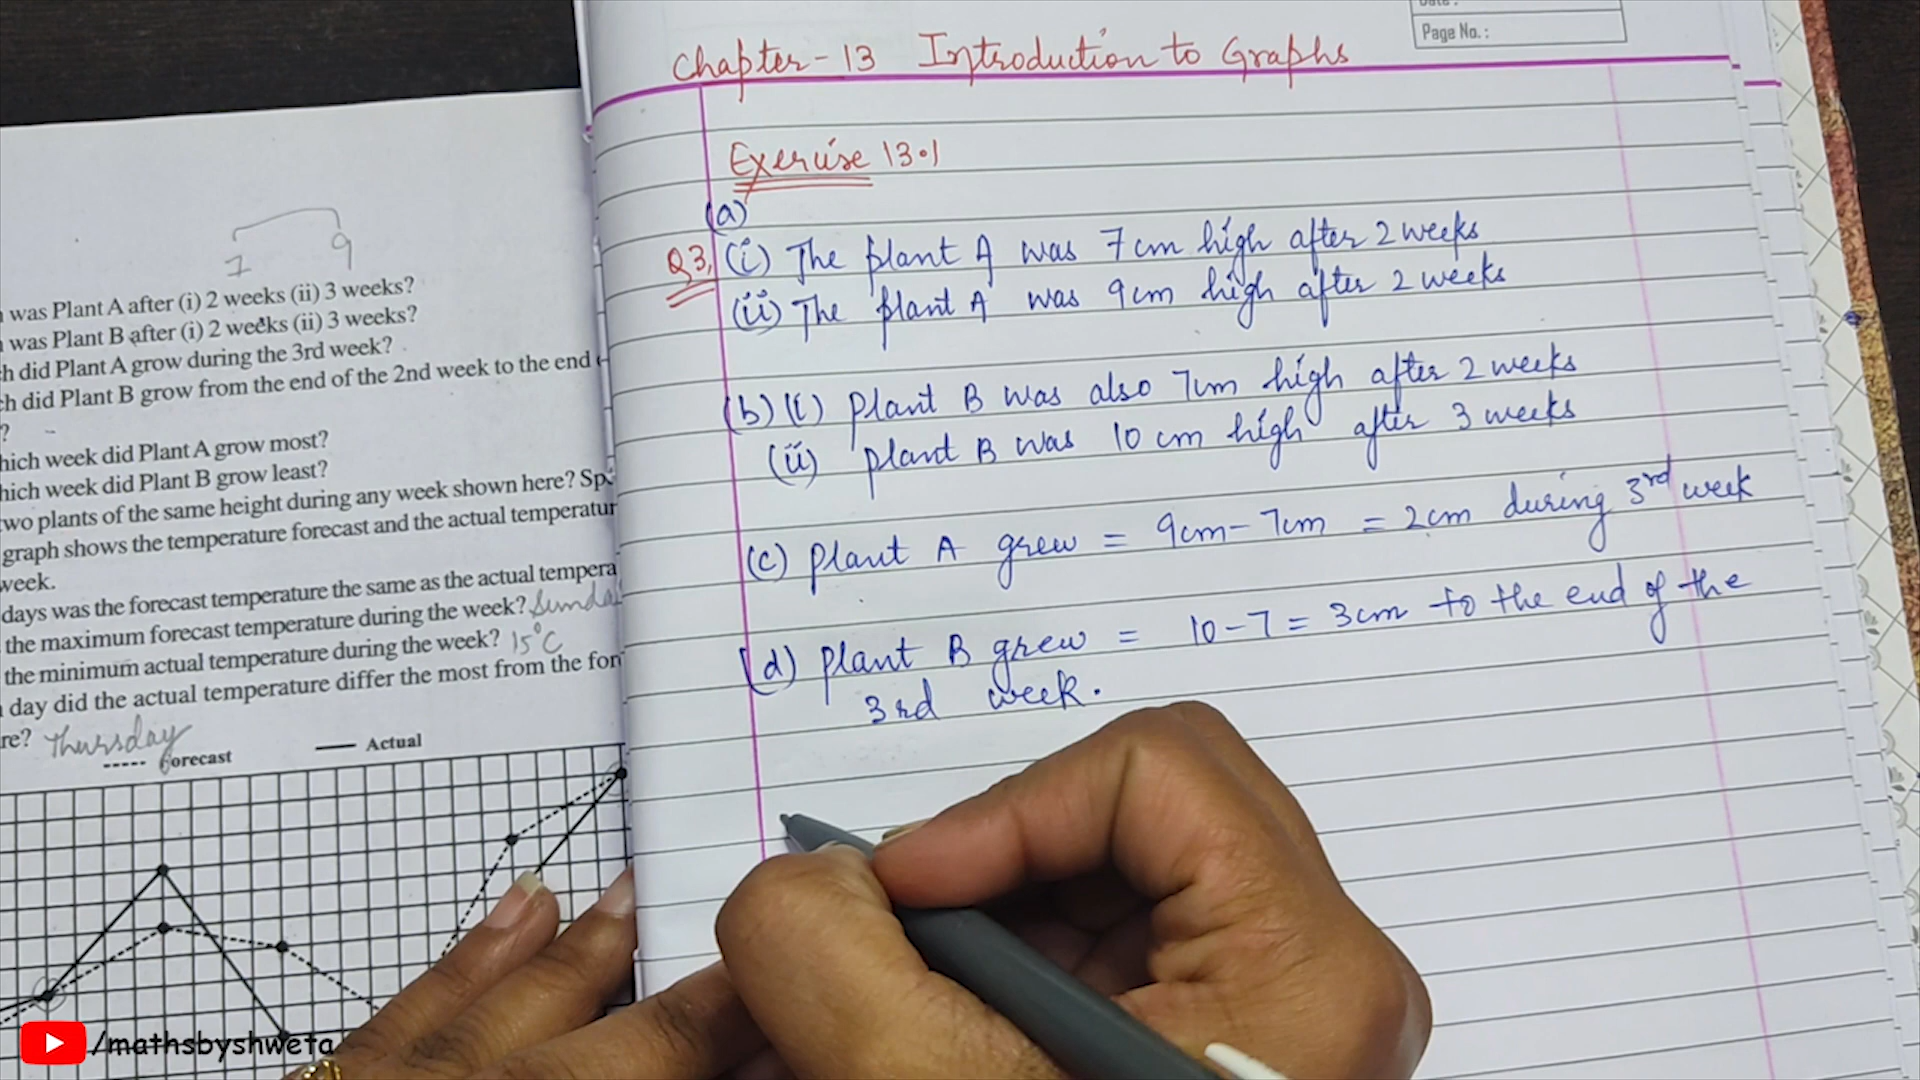 Page No.:
Chapter - 13 Introduction to Graphs
Exercise 13.1
(a)
Q3, (i) The plant A was 7cm high after 2 weeks
(ii) The plant A was 9cm high after 2 weeks
(b) (i) plant B was also 7cm high after 2 weeks
(ii) plant B was 10 cm high after 3 weeks
(c) plant A grew = 9cm - 7cm = 2cm during 3rd week
(d) plant B grew = 10 - 7 = 3cm to the end of the
3rd week.
7 9
was Plant A after (i) 2 weeks (ii) 3 weeks?
was Plant B after (i) 2 weeks (ii) 3 weeks?
h did Plant A grow during the 3rd week?
ch did Plant B grow from the end of the 2nd week to the end
?
hich week did Plant A grow most?
hich week did Plant B grow least?
two plants of the same height during any week shown here? Sp
graph shows the temperature forecast and the actual temperatur
week.
days was the forecast temperature the same as the actual tempera
the maximum forecast temperature during the week? Sunda
the minimum actual temperature during the week? 15°C
day did the actual temperature differ the most from the for
re? Thursday
----- forecast — Actual
/mathsbyshweta